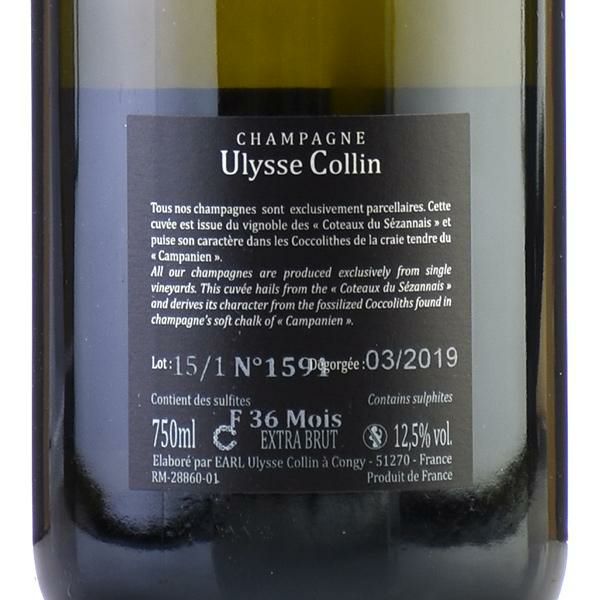 CHAMPAGNE
Ulysse Collin
Tous nos champagnes sont exclusivement parcellaires. Cette
cuvée est issue du vignoble des « Coteaux du Sézannais » et
puise son caractère dans les Coccolithes de la craie tendre du
« Campanien ».
All our champagnes are produced exclusively from single
vineyards. This cuvée hails from the « Coteaux du Sézannais »
and derives its character from the fossilized Coccoliths found in
champagne's soft chalk of « Campanien ».
Lot : 15/1 N°1591 Dégorgée : 03/2019
Contient des sulfites Contains sulphites
F 36 Mois
750ml EXTRA BRUT 12,5% vol.
Elaboré par EARL Ulysse Collin à Congy - 51270 - France
RM-28860-01 Produit de France